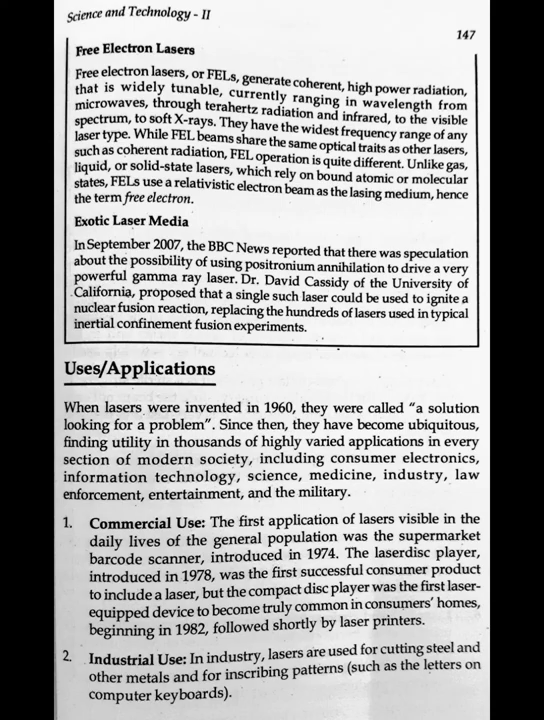 Science and Technology - II
147
Free Electron Lasers
Free electron lasers, or FELs, generate coherent, high power radiation,
that is widely tunable, currently ranging in wavelength from
microwaves, through terahertz radiation and infrared, to the visible
spectrum, to soft X-rays. They have the widest frequency range of any
laser type. While FEL beams share the same optical traits as other lasers,
such as coherent radiation, FEL operation is quite different. Unlike gas,
liquid, or solid-state lasers, which rely on bound atomic or molecular
states, FELs use a relativistic electron beam as the lasing medium, hence
the term free electron.
Exotic Laser Media
In September 2007, the BBC News reported that there was speculation
about the possibility of using positronium annihilation to drive a very
powerful gamma ray laser. Dr. David Cassidy of the University of
California, proposed that a single such laser could be used to ignite a
nuclear fusion reaction, replacing the hundreds of lasers used in typical
inertial confinement fusion experiments.
Uses/Applications
When lasers were invented in 1960, they were called "a solution
looking for a problem". Since then, they have become ubiquitous,
finding utility in thousands of highly varied applications in every
section of modern society, including consumer electronics,
information technology, science, medicine, industry, law
enforcement, entertainment, and the military.
1. Commercial Use: The first application of lasers visible in the
daily lives of the general population was the supermarket
barcode scanner, introduced in 1974. The laserdisc player,
introduced in 1978, was the first successful consumer product
to include a laser, but the compact disc player was the first laser-
equipped device to become truly common in consumers' homes,
beginning in 1982, followed shortly by laser printers.
2. Industrial Use: In industry, lasers are used for cutting steel and
other metals and for inscribing patterns (such as the letters on
computer keyboards).